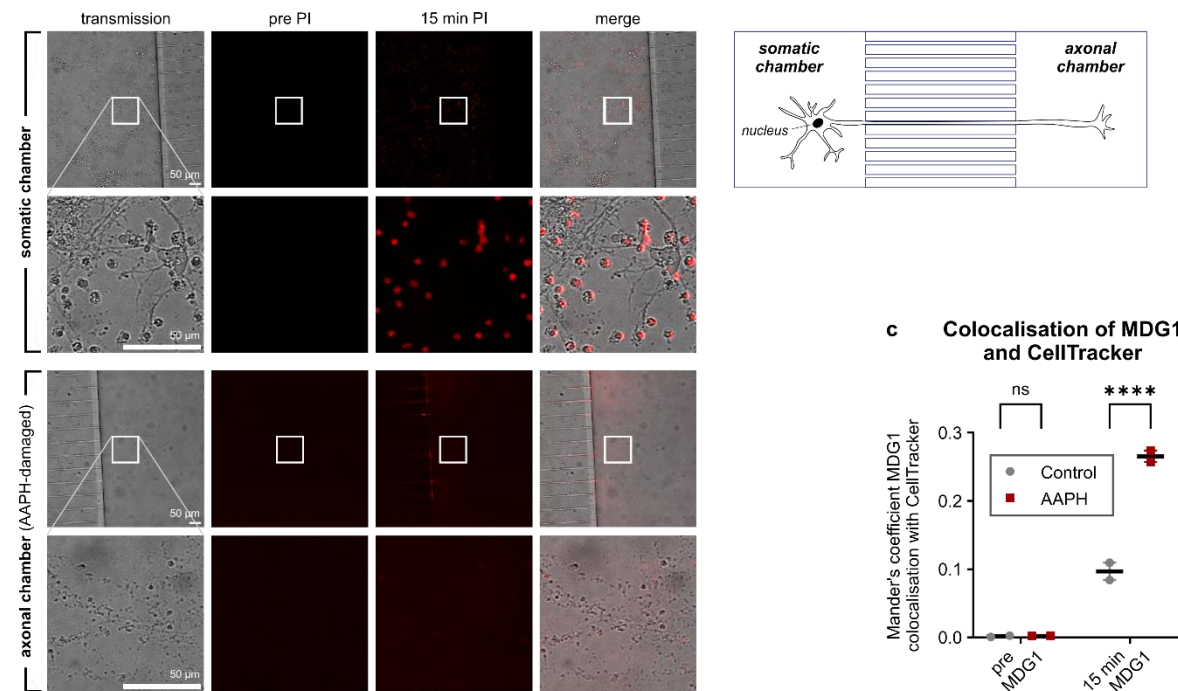 transmission
pre PI
15 min PI
merge
somatic chamber
50 µm
50 µm
axonal chamber (AAPH-damaged)
50 µm
50 µm
somatic
chamber
axonal
chamber
nucleus
c
Colocalisation of MDG1
and CellTracker
ns
****
Mander's coefficient MDG1
colocalisation with CellTracker
0.3
0.2
0.1
0.0
Control
AAPH
pre
MDG1
15 min
MDG1